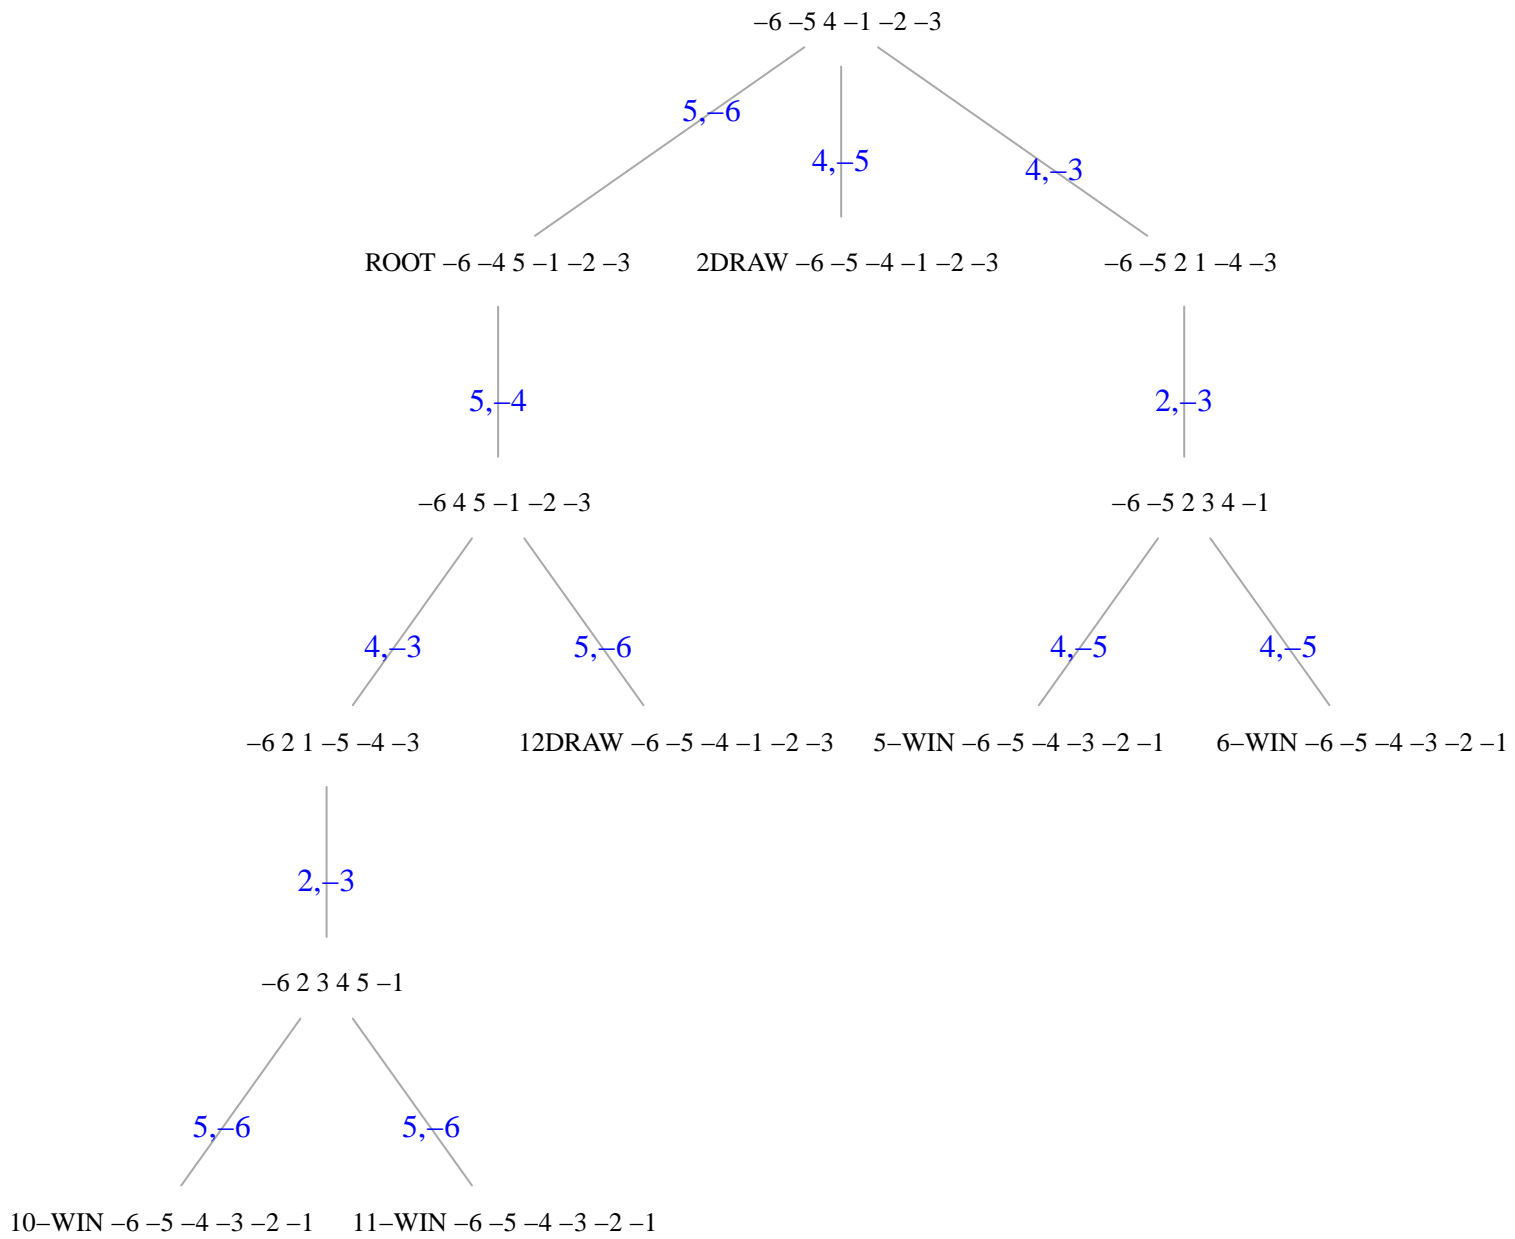 –6 –5 4 –1 –2 –3
5,–6
4,–5
4,–3
ROOT –6 –4 5 –1 –2 –3
2DRAW –6 –5 –4 –1 –2 –3
–6 –5 2 1 –4 –3
5,–4
2,–3
–6 4 5 –1 –2 –3
–6 –5 2 3 4 –1
4,–3
5,–6
4,–5
4,–5
–6 2 1 –5 –4 –3
12DRAW –6 –5 –4 –1 –2 –3
5–WIN –6 –5 –4 –3 –2 –1
6–WIN –6 –5 –4 –3 –2 –1
2,–3
–6 2 3 4 5 –1
5,–6
5,–6
10–WIN –6 –5 –4 –3 –2 –1
11–WIN –6 –5 –4 –3 –2 –1